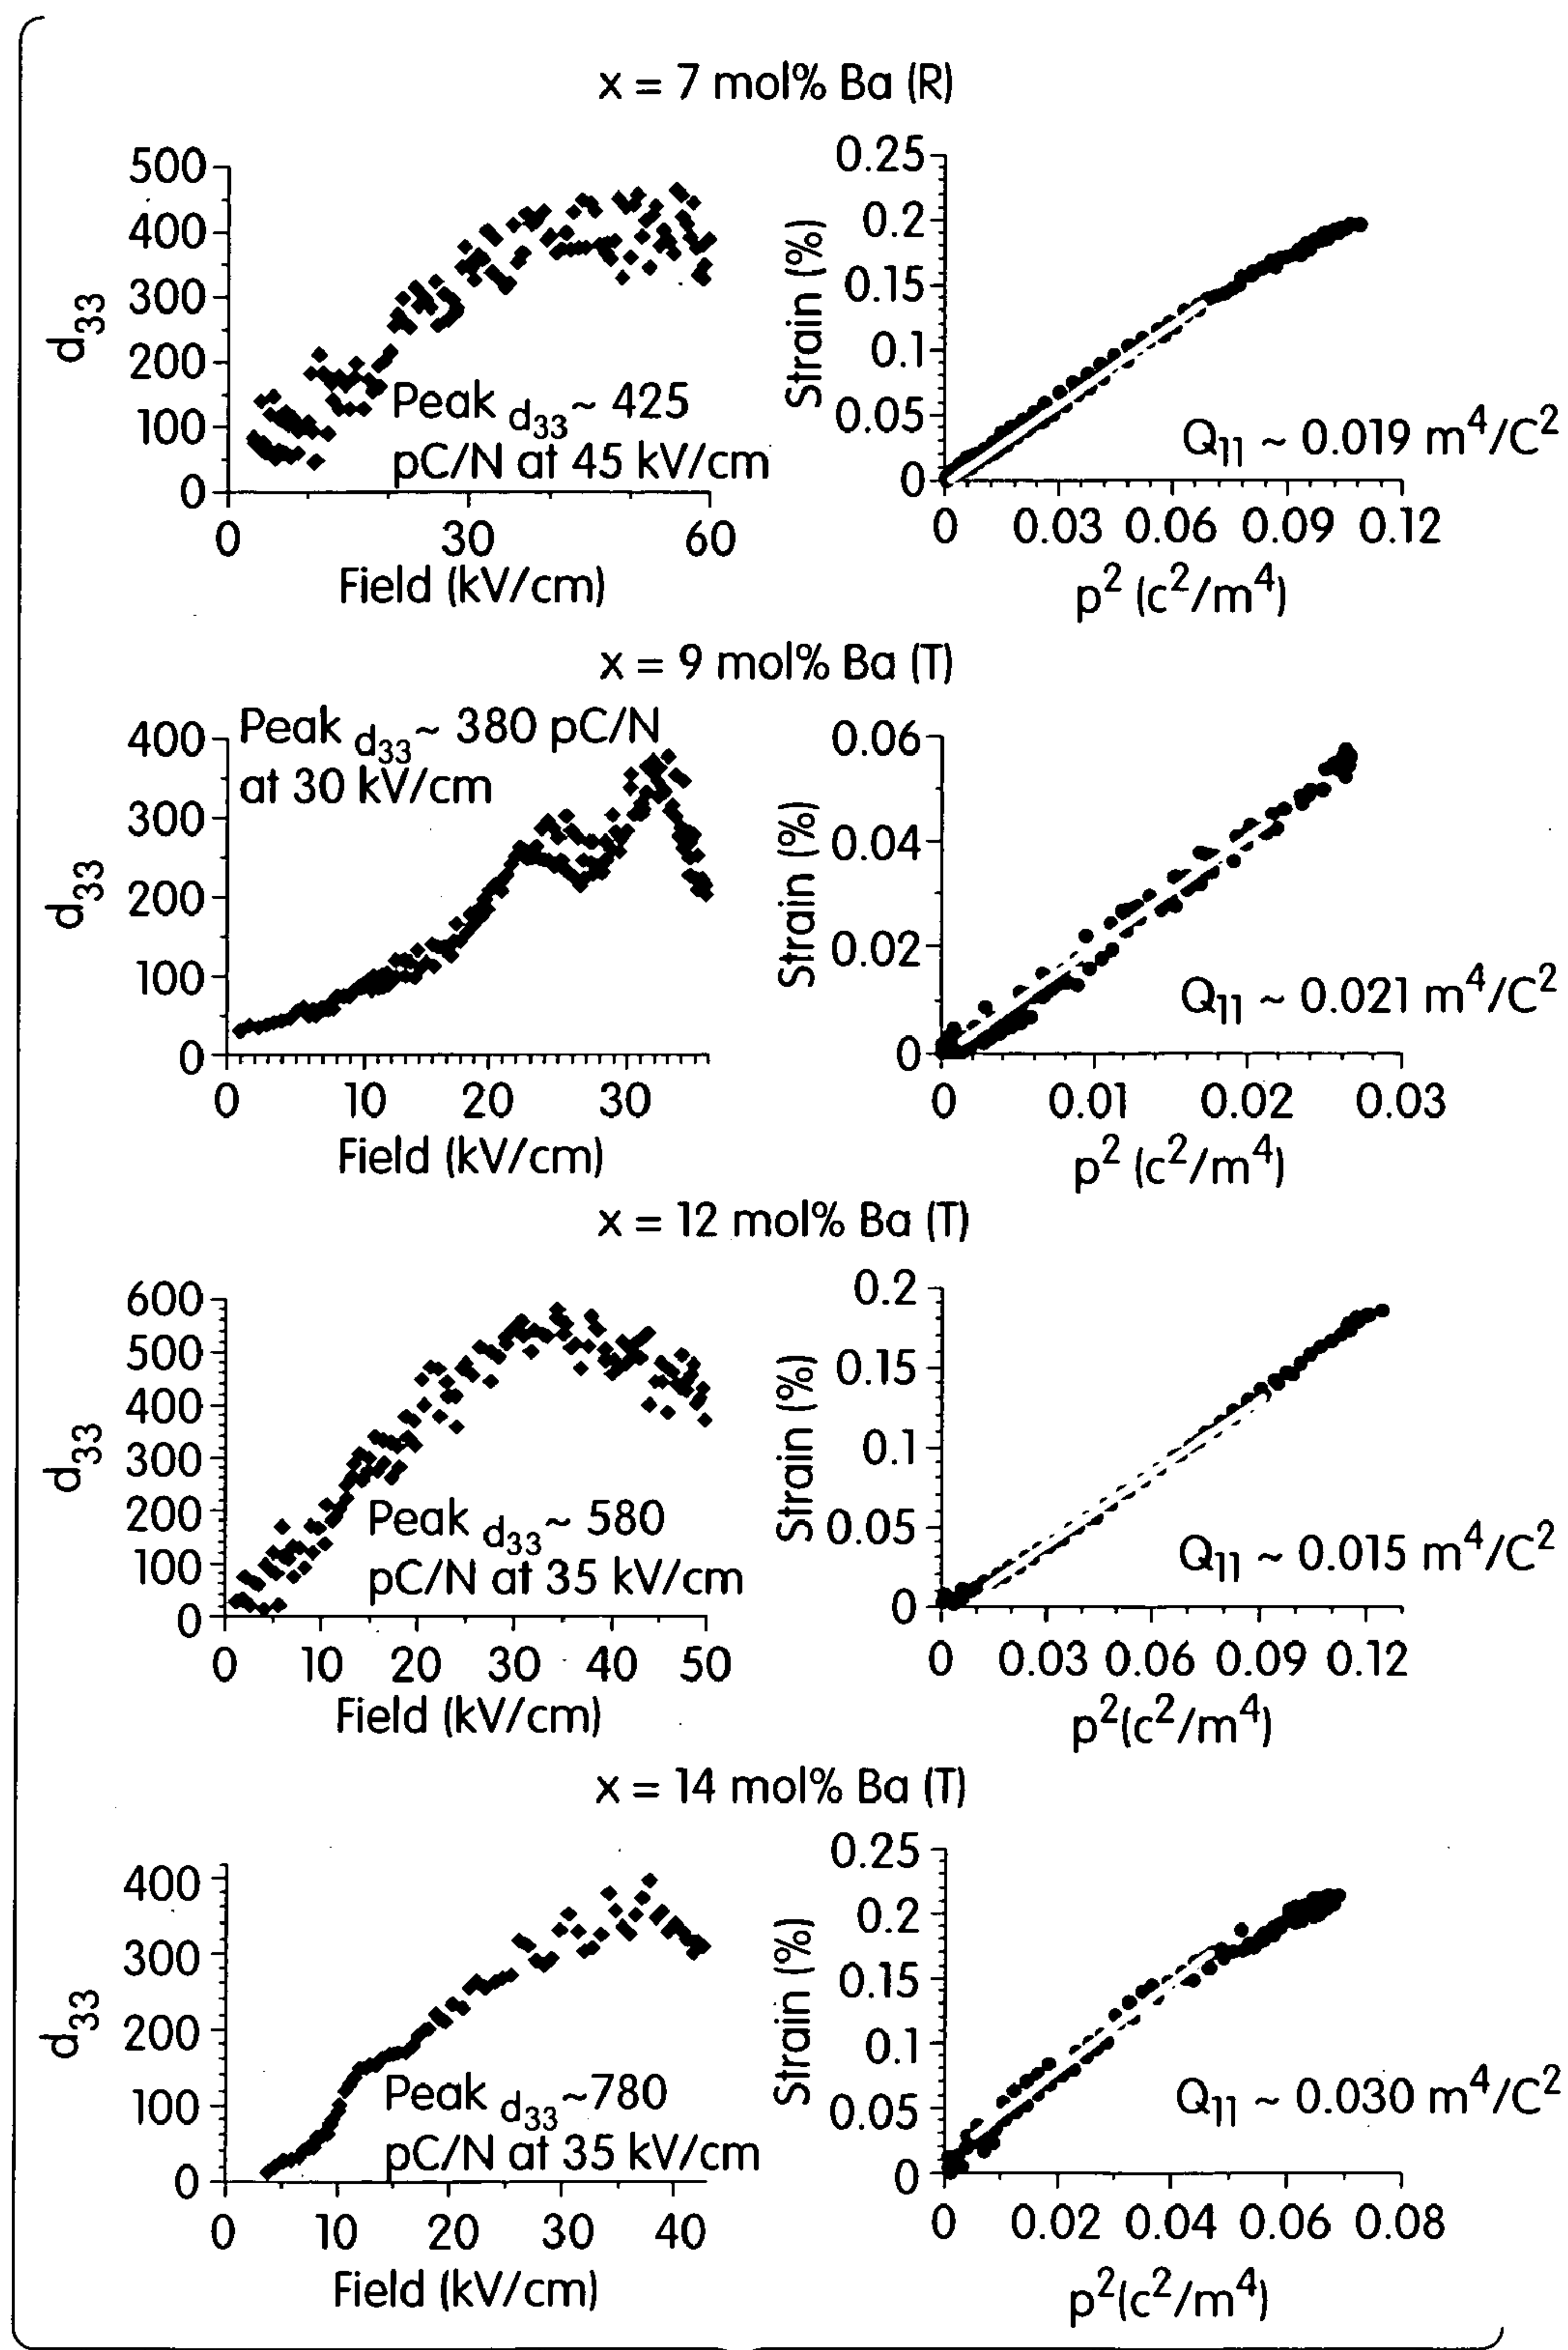 x = 7 mol% Ba (R)
500
400
300
200
100
0
d33
Peak d33~ 425
pC/N at 45 kV/cm
0 30 60
Field (kV/cm)
0.25
0.2
0.15
0.1
0.05
0
Strain (%)
Q11 ~ 0.019 m4/C2
0 0.03 0.06 0.09 0.12
p2 (c2/m4)
x = 9 mol% Ba (T)
Peak d33~ 380 pC/N
at 30 kV/cm
400
300
200
100
0
d33
0 10 20 30
Field (kV/cm)
0.06
0.04
0.02
0
Strain (%)
Q11 ~ 0.021 m4/C2
0 0.01 0.02 0.03
p2 (c2/m4)
x = 12 mol% Ba (T)
600
500
400
300
200
100
0
d33
Peak d33~ 580
pC/N at 35 kV/cm
0 10 20 30 40 50
Field (kV/cm)
0.2
0.15
0.1
0.05
0
Strain (%)
Q11 ~ 0.015 m4/C2
0 0.03 0.06 0.09 0.12
p2(c2/m4)
x = 14 mol% Ba (T)
400
300
200
100
0
d33
Peak d33~780
pC/N at 35 kV/cm
0 10 20 30 40
Field (kV/cm)
0.25
0.2
0.15
0.1
0.05
0
Strain (%)
Q11 ~ 0.030 m4/C2
0 0.02 0.04 0.06 0.08
p2(c2/m4)